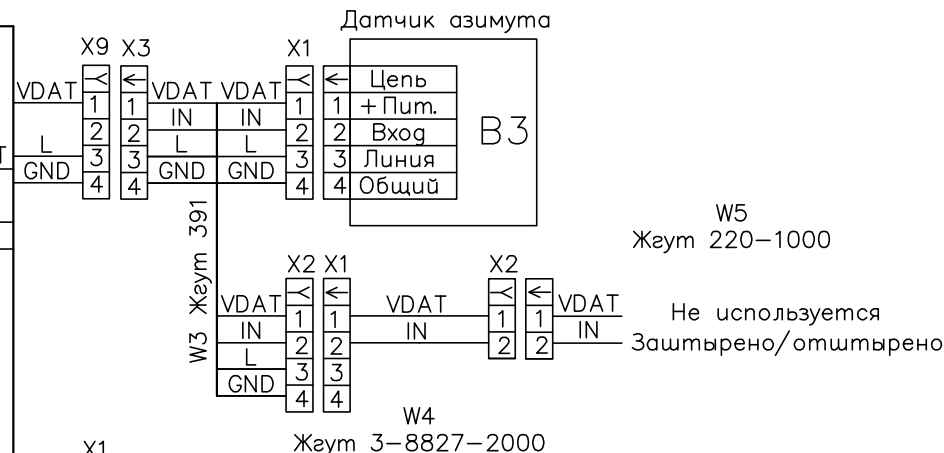 Датчик азимута
X9 X3 X1
VDAT VDAT VDAT Цепь
1 1 1 1 +Пит.
IN IN
2 2 2 2 Вход
B3
L L L
3 3 3 3 Линия
GND GND GND
4 4 4 4 Общий
W3 Жгут 391
W5
Жгут 220-1000
X2 X1 X2
VDAT VDAT VDAT
1 1 1 1
IN IN IN
2 2 2 2
L
3 3
GND
4 4
Не используется
Заштырено/отштырено
W4
Жгут 3-8827-2000
X1